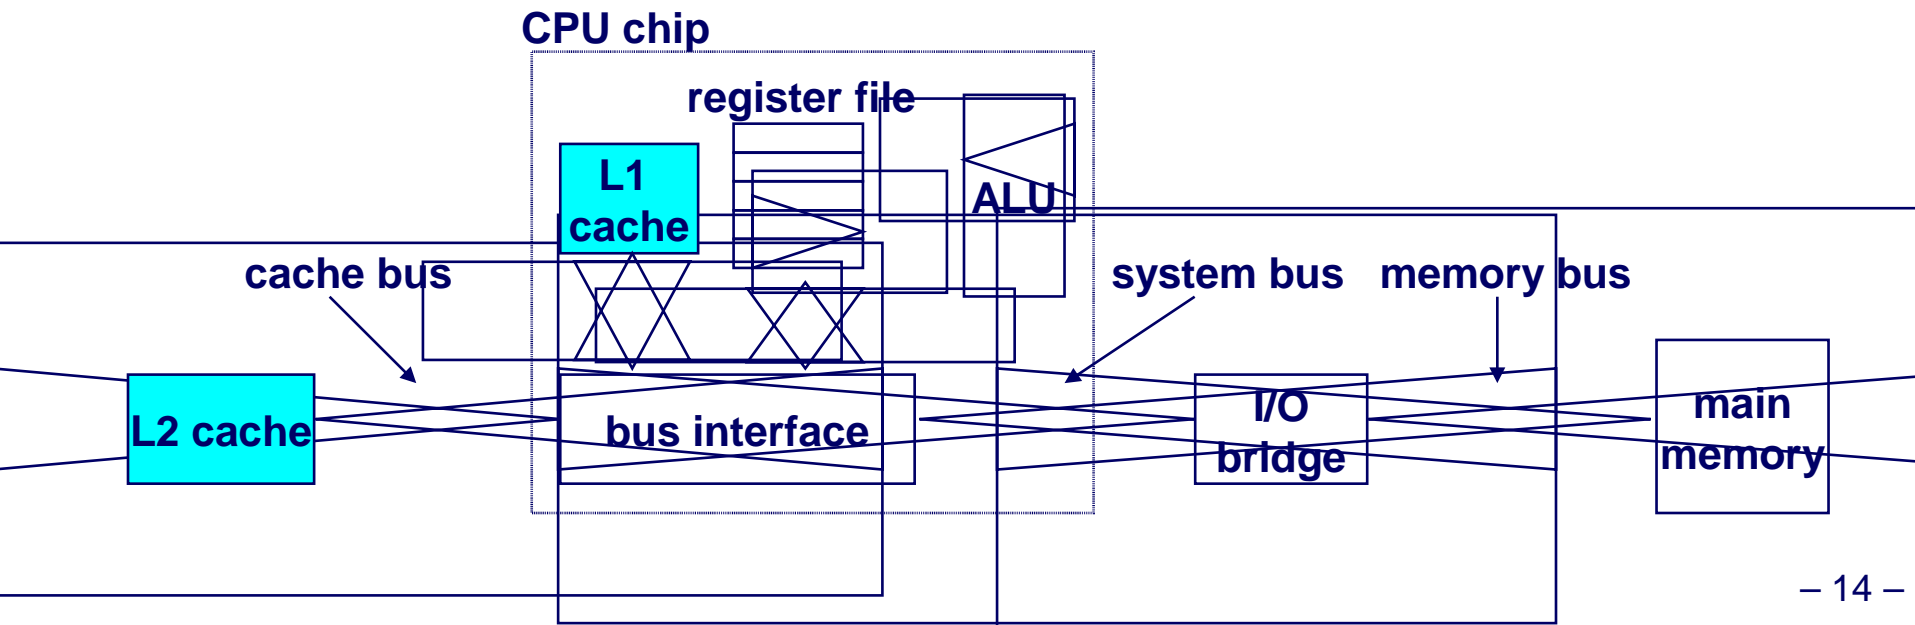 CPU chip
register file
L1
cache
ALU
cache bus
system bus
memory bus
L2 cache
bus interface
I/O
bridge
main
memory
– 14 –